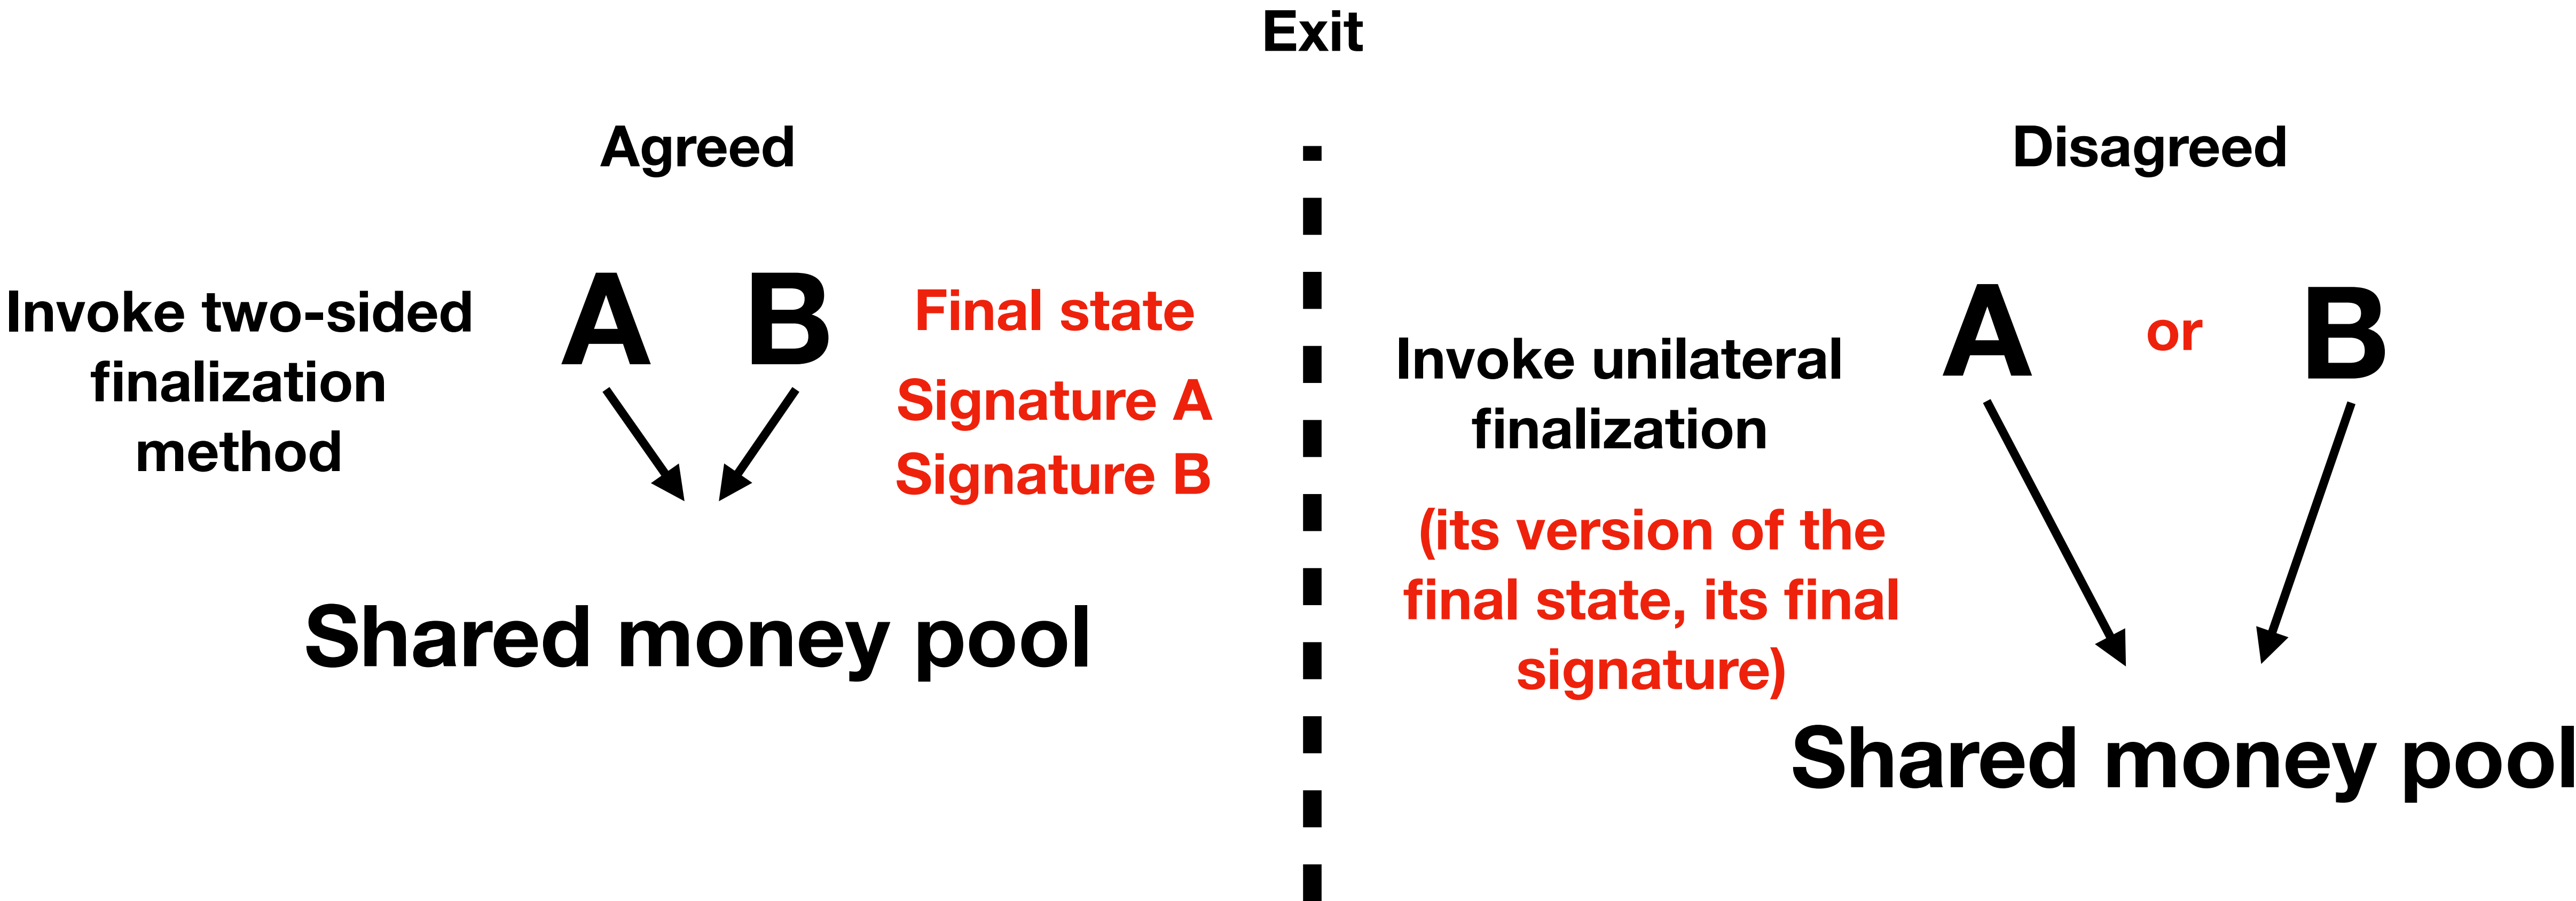 Exit
Agreed
Invoke two-sided
finalization
method
A B
Final state
Signature A
Signature B
Shared money pool
Disagreed
Invoke unilateral
finalization
(its version of the
final state, its final
signature)
A or B
Shared money pool